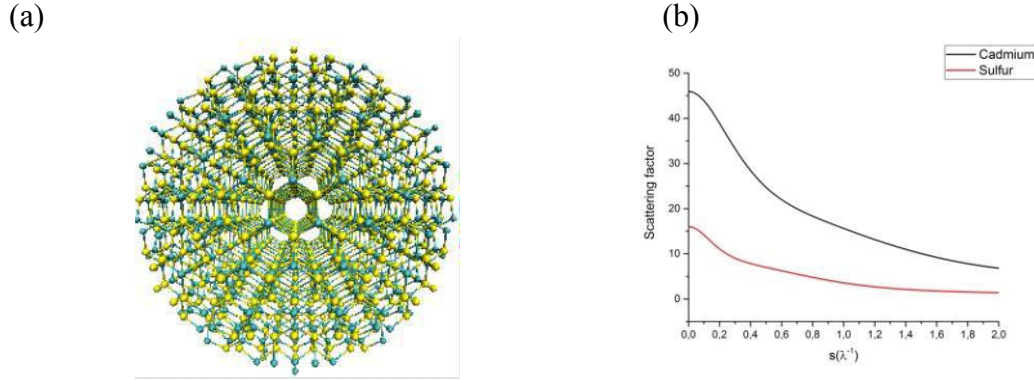 (a)
(b)
Cadmium
Sulfur
50
40
30
20
10
0
Scattering factor
0,0 0,2 0,4 0,6 0,8 1,0 1,2 1,4 1,6 1,8 2,0
s(λ⁻¹)